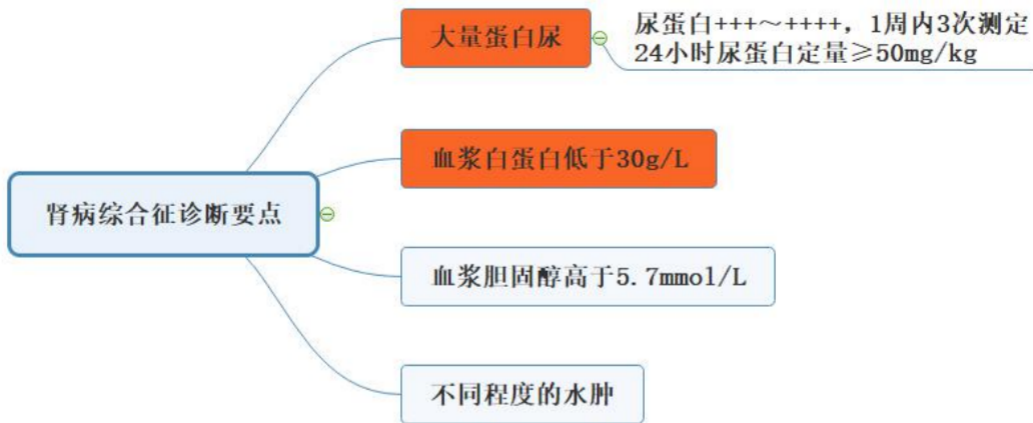 大量蛋白尿
尿蛋白+++～++++，1周内3次测定
24小时尿蛋白定量≥50mg/kg
血浆白蛋白低于30g/L
肾病综合征诊断要点
血浆胆固醇高于5.7mmol/L
不同程度的水肿